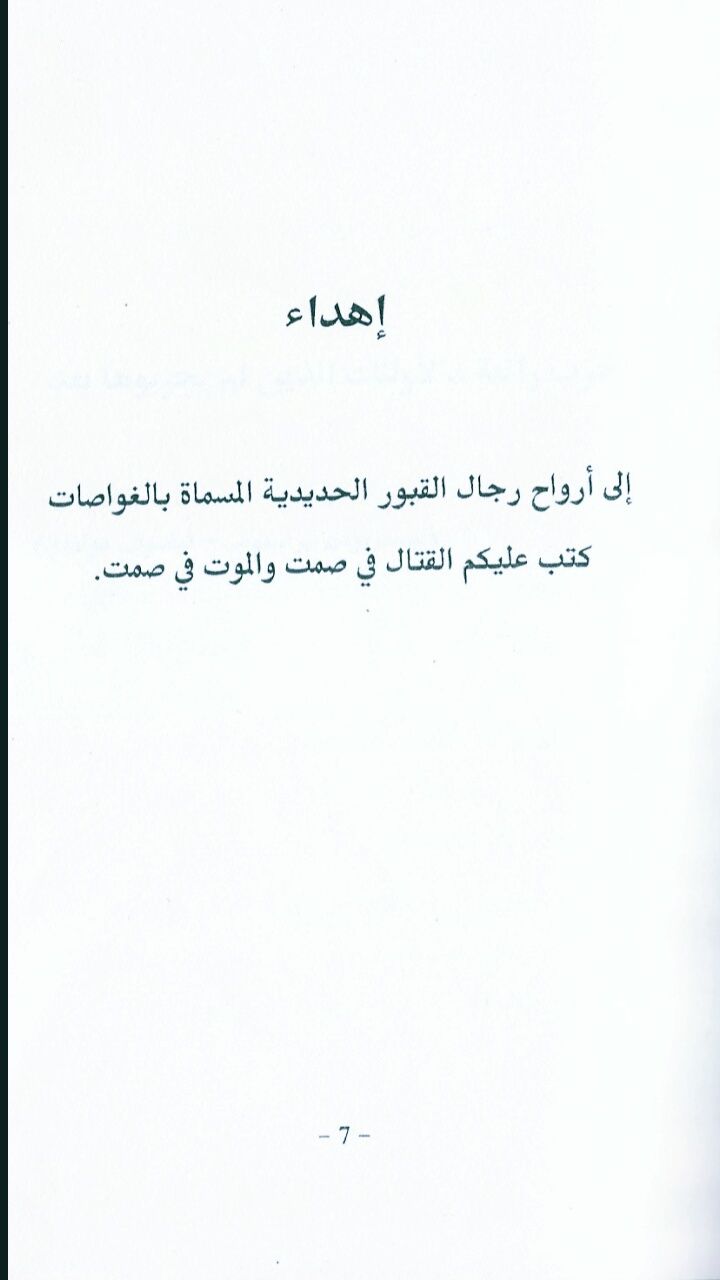 إهداء
إلى أرواح رجال القبور الحديدية المسماة بالغواصات
كتب عليكم القتال في صمت والموت في صمت.
- 7 -